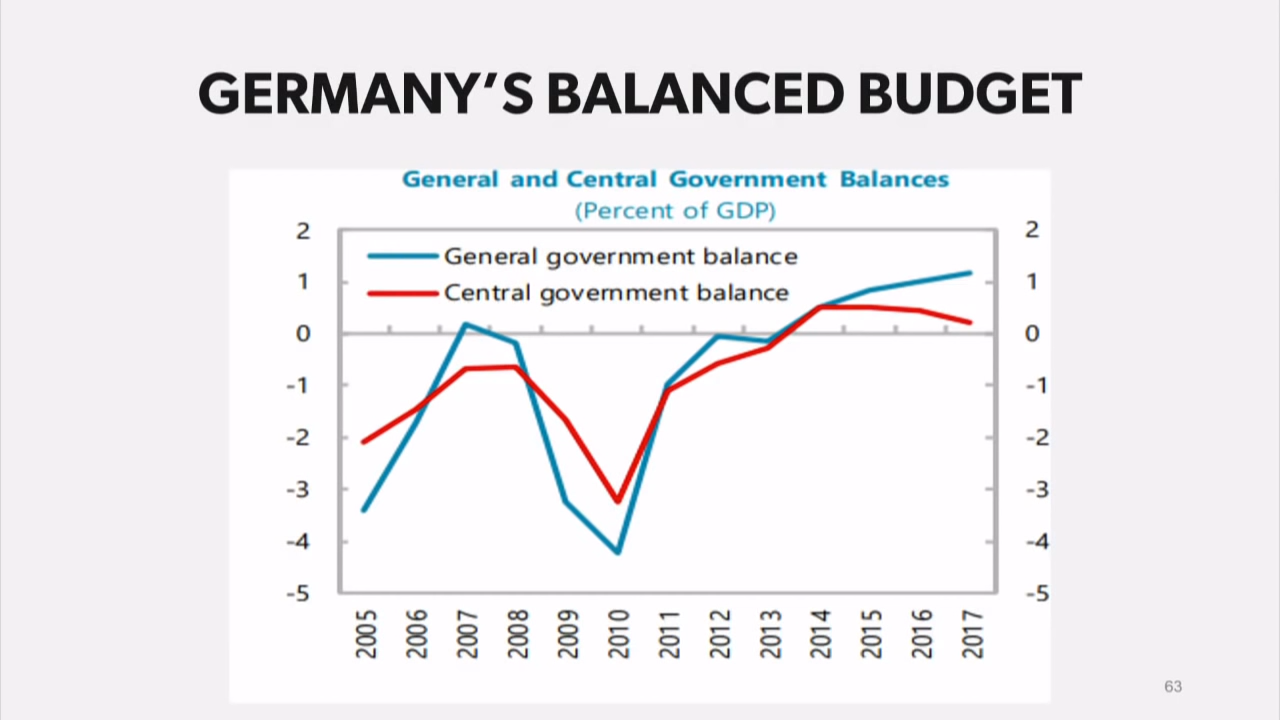 GERMANY’S BALANCED BUDGET
General and Central Government Balances
(Percent of GDP)
General government balance
Central government balance
2 2
1 1
0 0
-1 -1
-2 -2
-3 -3
-4 -4
-5 -5
2005 2006 2007 2008 2009 2010 2011 2012 2013 2014 2015 2016 2017
63